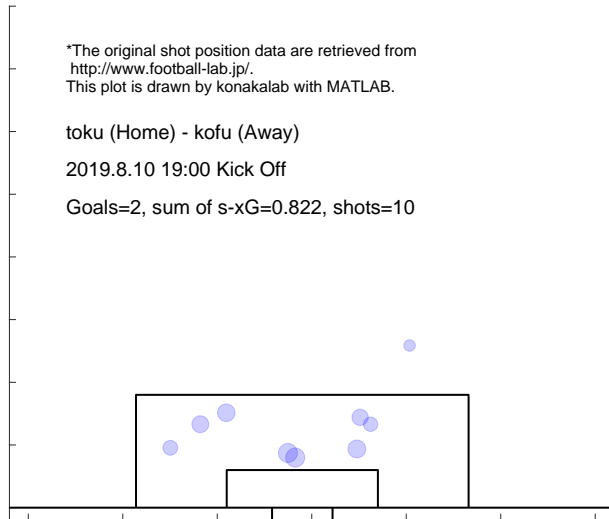 *The original shot position data are retrieved from
http://www.football-lab.jp/.
This plot is drawn by konakalab with MATLAB.
toku (Home) - kofu (Away)
2019.8.10 19:00 Kick Off
Goals=2, sum of s-xG=0.822, shots=10